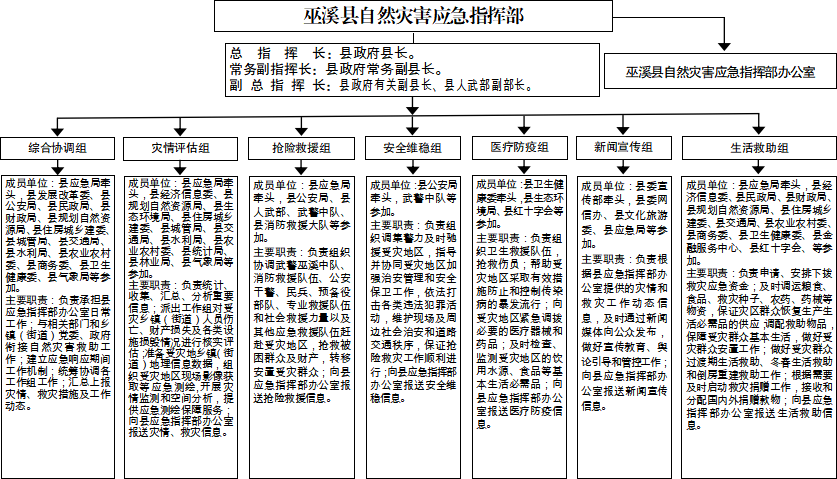 巫溪县自然灾害应急指挥部
总指挥长：县政府县长。
常务副指挥长：县政府常务副县长。
副总指挥长：县政府有关副县长、县人武部副部长。
巫溪县自然灾害应急指挥部办公室
综合协调组
成员单位：县应急局牵
头，县发展改革委、县
公安局、县民政局、县
财政局、县规划自然资
源局、县住房城乡建委、
县城管局、县交通局、
县水利局、县农业农村
委、县商务委、县卫生
健康委、县气象局等参
加。
主要职责：负责承担县
应急指挥部办公室日常
工作；与相关部门和乡
镇（街道）党委、政府
衔接自然灾害救助工
作；建立应急响应期间
工作机制；统筹协调各
工作组工作；汇总上报
灾情、救灾措施及工作
动态。
灾情评估组
成员单位：县应急局牵
头，县经济信息委、县
规划自然资源局、县生
态环境局、县住房城乡
建委、县城管局、县交
通局、县水利局、县农
业农村委、县统计局、
县林业局、县气象局等
参加。
主要职责：负责统计、
收集、汇总、分析重要
信息；派出工作组对受
灾乡镇（街道）人员伤
亡、财产损失及各类设
施损毁情况进行核实评
估；准备受灾地乡镇（街
道）地理信息数据，组
织受灾地区现场影像获
取等应急测绘，开展灾
情监测和空间分析，提
供应急测绘保障服务；
向县应急指挥部办公室
报送灾情、救灾信息。
抢险救援组
成员单位：县应急局
牵头，县公安局、县
人武部、武警中队、
县消防救援大队等参
加。
主要职责：负责组织
协调武警巫溪中队、
消防救援队伍、公安
干警、民兵、预备役
部队、专业救援队伍
和社会救援力量以及
其他应急救援队伍赶
赴受灾地区，抢救被
困群众及财产，转移
安置受灾群众；向县
应急指挥部办公室报
送抢险救援信息。
安全维稳组
成员单位：县公安局
牵头，武警中队等
参加。
主要职责：负责组
织调集警力及时驰
援受灾地区，指导
并协同受灾地区加
强治安管理和安全
保卫工作，依法打
击各类违法犯罪活
动，维护现场及周
边社会治安和道路
交通秩序，保证抢
险救灾工作顺利进
行；向县应急指挥部
办公室报送安全维
稳信息。
医疗防疫组
成员单位：县卫生健
康委牵头，县生态环
境局、县红十字会等
参加。
主要职责：负责组
织卫生救援队伍，
抢救伤员；帮助受
灾地区采取有效措
施防止和控制传染
病的暴发流行；向
受灾地区紧急调拨
必要的医疗器械和
药品；及时检查、
监测受灾地区的饮
用水源、食品等基
本生活必需品；向
县应急指挥部办公
室报送医疗防疫信
息。
新闻宣传组
成员单位：县委宣
传部牵头，县委网
信办、县文化旅游
委、县应急局等参
加。
主要职责：负责根
据县应急指挥部办
公室提供的灾情和
救灾工作动态信
息，及时通过新闻
媒体向公众发布，
做好宣传教育、舆
论引导和管控工作；
向县应急指挥部办
公室报送新闻宣传
信息。
生活救助组
成员单位：县应急局牵头，县经
济信息委、县民政局、县财政局、
县规划自然资源局、县住房城乡
建委、县交通局、县农业农村委、
县商务委、县卫生健康委、县金
融服务中心、县红十字会、等参
加。
主要职责：负责申请、安排下拨
救灾应急资金；及时调运粮食、
食品、救灾种子、农药、药械等
物资，保证灾区群众恢复生产生
活必需品的供应；调配救助物品，
保障受灾群众基本生活，做好受
灾群众安置工作；做好受灾群众
过渡期生活救助、冬春生活救助
和倒房重建救助工作；根据需要
及时启动救灾捐赠工作，接收和
分配国内外捐赠款物；向县应急
指挥部办公室报送生活救助信
息。